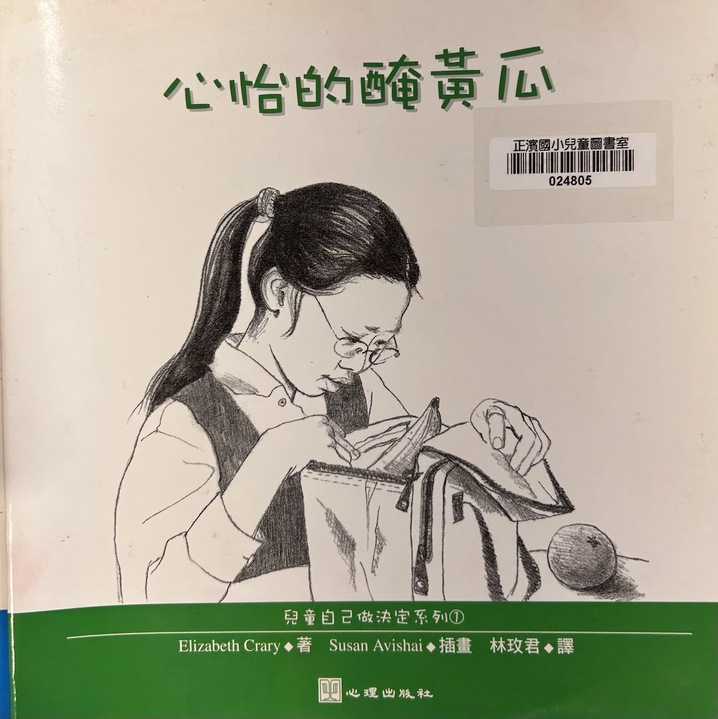 心怡的醃黃瓜
正濱國小兒童圖書室
024805
兒童自己做決定系列①
Elizabeth Crary◆著 Susan Avishai◆插畫 林玫君◆譯
心理出版社